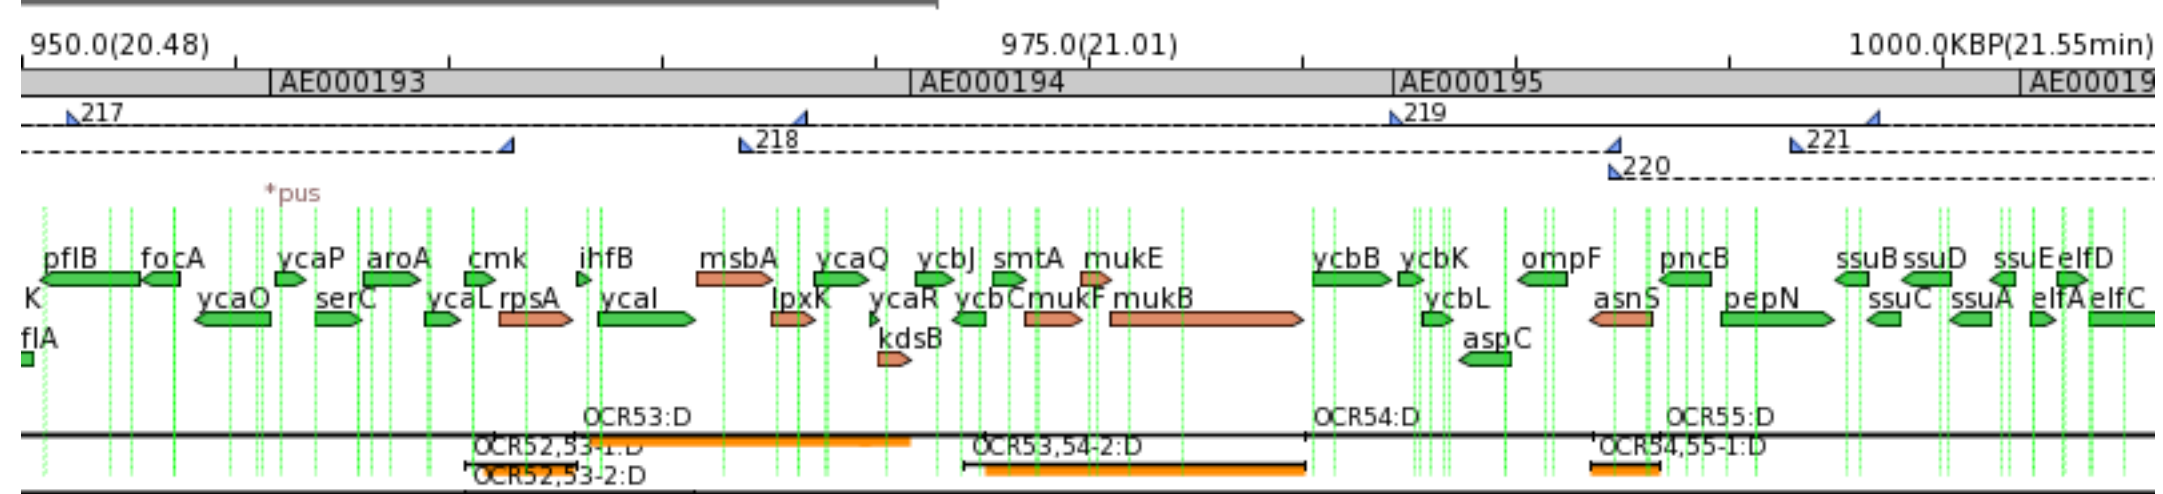 950.0(20.48) 975.0(21.01) 1000.0KBP(21.55min)
AE000193 AE000194 AE000195 AE00019
217 219
218 221
220
*pus
pflB focA ycaP aroA cmk ihfB msbA ycaQ ycbJ smtA mukE ycbB ycbK ompF pncB ssuB ssuD ssuE elfD
K ycaO serC ycaL rpsA ycaI lpxK ycaR ycbC mukF mukB ycbL asnS pepN ssuC ssuA elfA elfC
flA kdsB aspC
OCR53:D OCR54:D OCR55:D
OCR52,53-1:D OCR53,54-2:D OCR54,55-1:D
OCR52,53-2:D